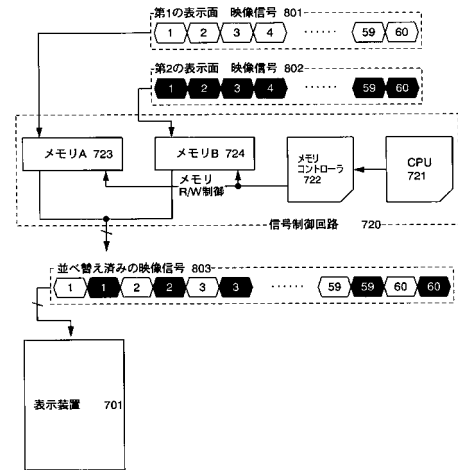 第1の表示面 映像信号 801
1 2 3 4 ...... 59 60
第2の表示面 映像信号 802
1 2 3 4 ...... 59 60
メモリA 723
メモリB 724
メモリ
コントローラ
722
CPU
721
メモリ
R/W制御
信号制御回路 720
並べ替え済みの映像信号 803
1 1 2 2 3 3 ...... 59 59 60 60
表示装置 701